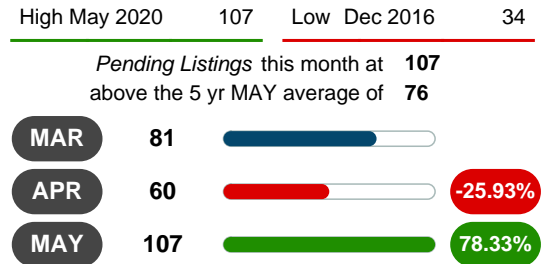 High May 2020 107 Low Dec 2016 34
Pending Listings this month at 107
above the 5 yr MAY average of 76
MAR 81
APR 60 -25.93%
MAY 107 78.33%